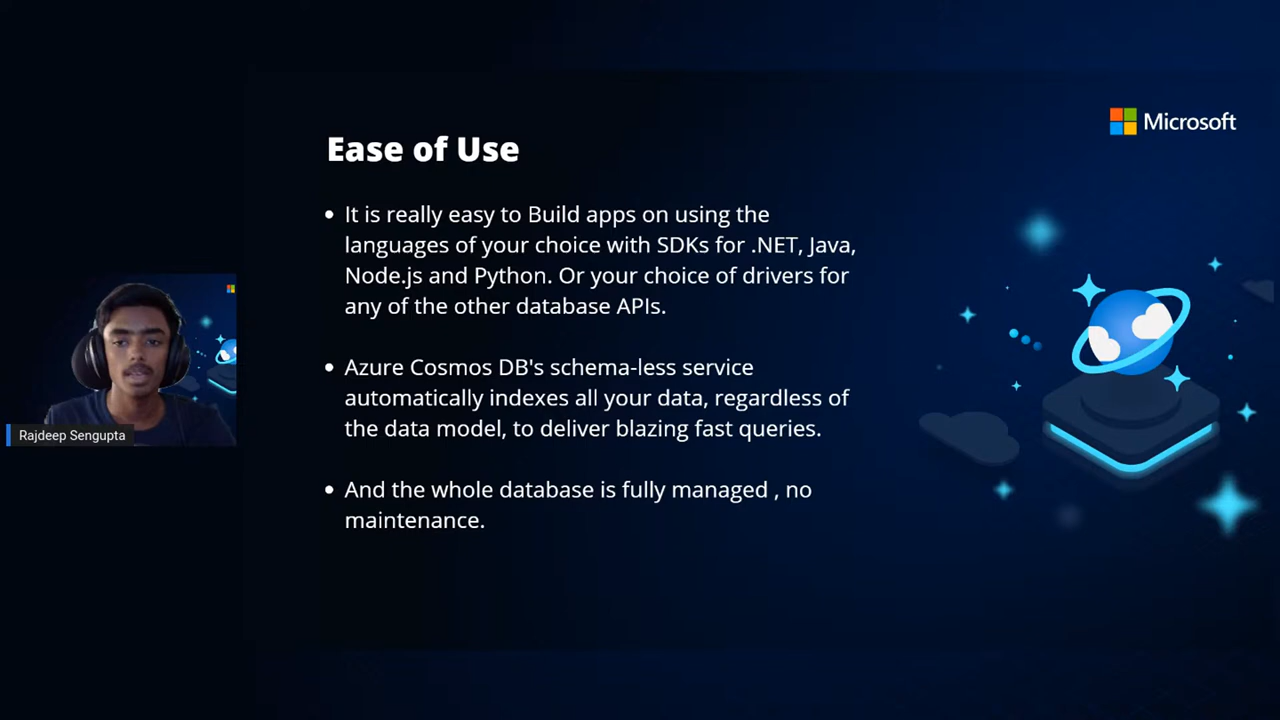 Microsoft
Ease of Use
• It is really easy to Build apps on using the
languages of your choice with SDKs for .NET, Java,
Node.js and Python. Or your choice of drivers for
any of the other database APIs.
• Azure Cosmos DB's schema-less service
automatically indexes all your data, regardless of
the data model, to deliver blazing fast queries.
• And the whole database is fully managed , no
maintenance.
Rajdeep Sengupta